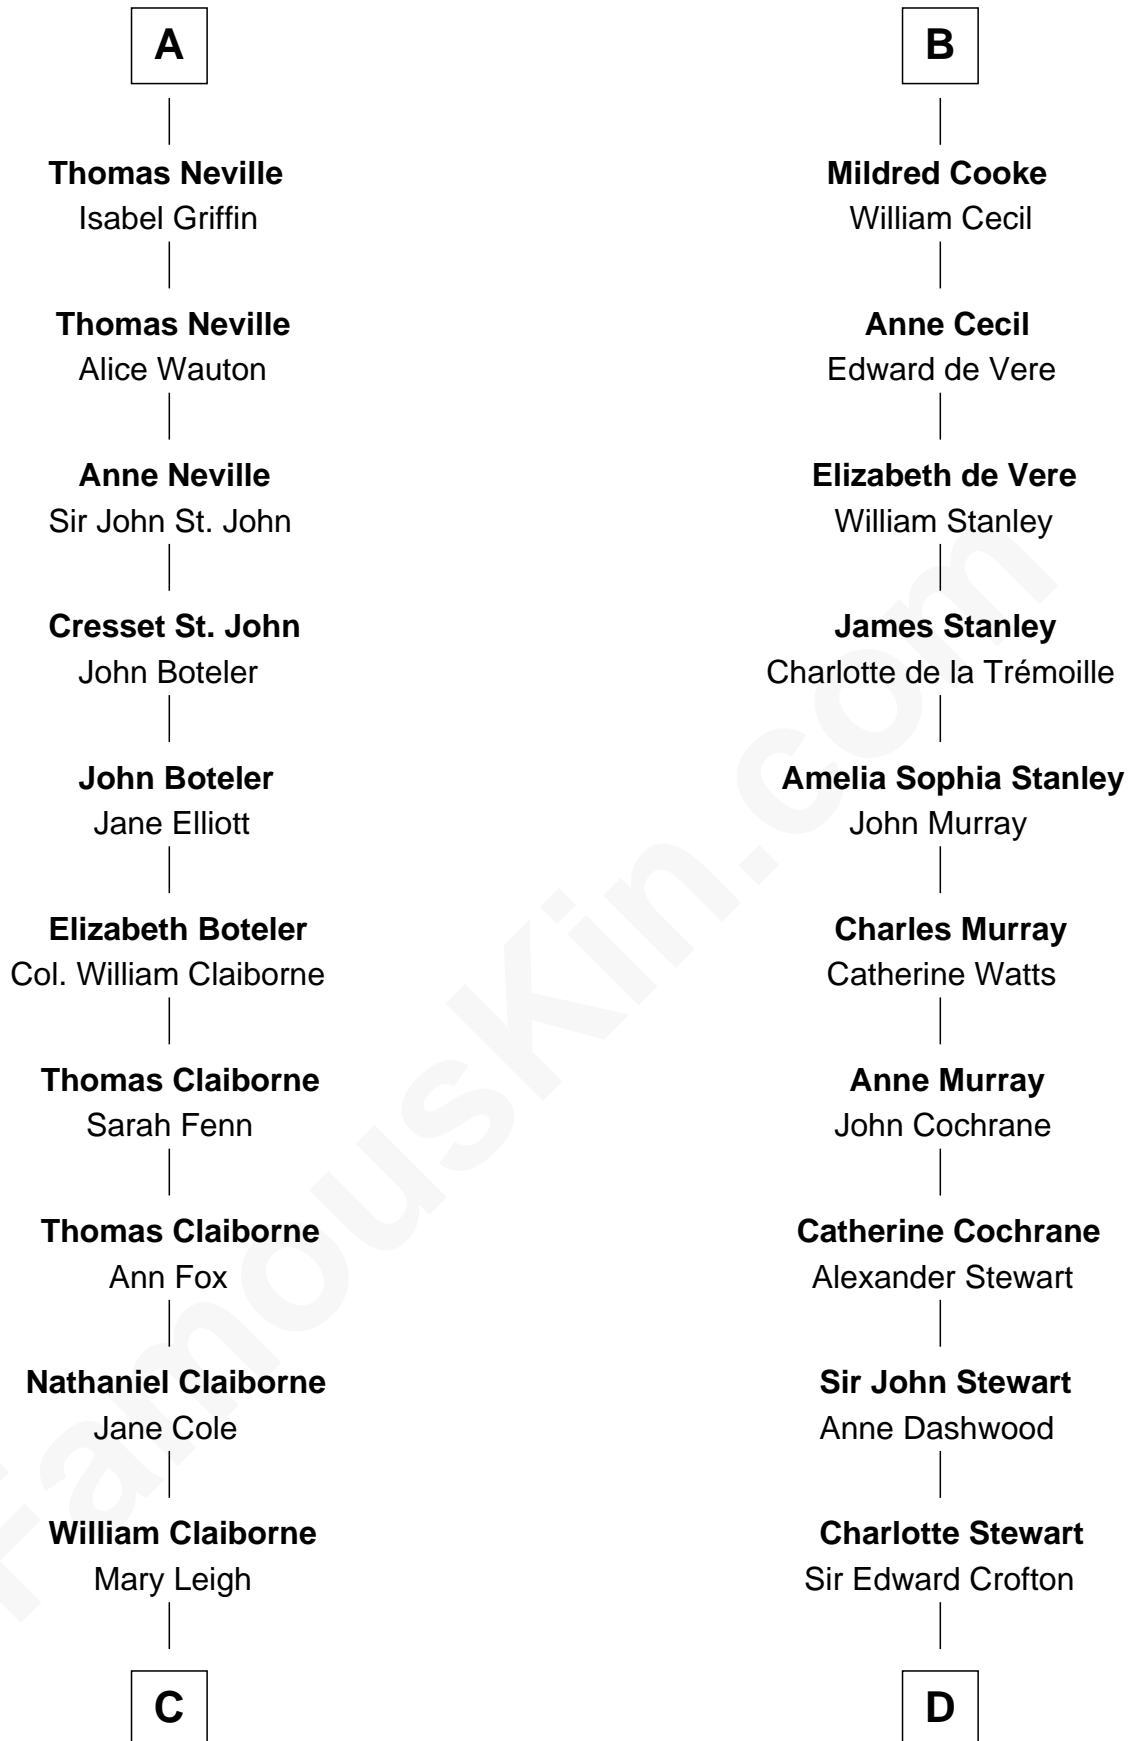 A
Thomas Neville
Isabel Griffin
Thomas Neville
Alice Wauton
Anne Neville
Sir John St. John
Cresset St. John
John Boteler
John Boteler
Jane Elliott
Elizabeth Boteler
Col. William Claiborne
Thomas Claiborne
Sarah Fenn
Thomas Claiborne
Ann Fox
Nathaniel Claiborne
Jane Cole
William Claiborne
Mary Leigh
C
B
Mildred Cooke
William Cecil
Anne Cecil
Edward de Vere
Elizabeth de Vere
William Stanley
James Stanley
Charlotte de la Trémoille
Amelia Sophia Stanley
John Murray
Charles Murray
Catherine Watts
Anne Murray
John Cochrane
Catherine Cochrane
Alexander Stewart
Sir John Stewart
Anne Dashwood
Charlotte Stewart
Sir Edward Crofton
D
FamousKin.com